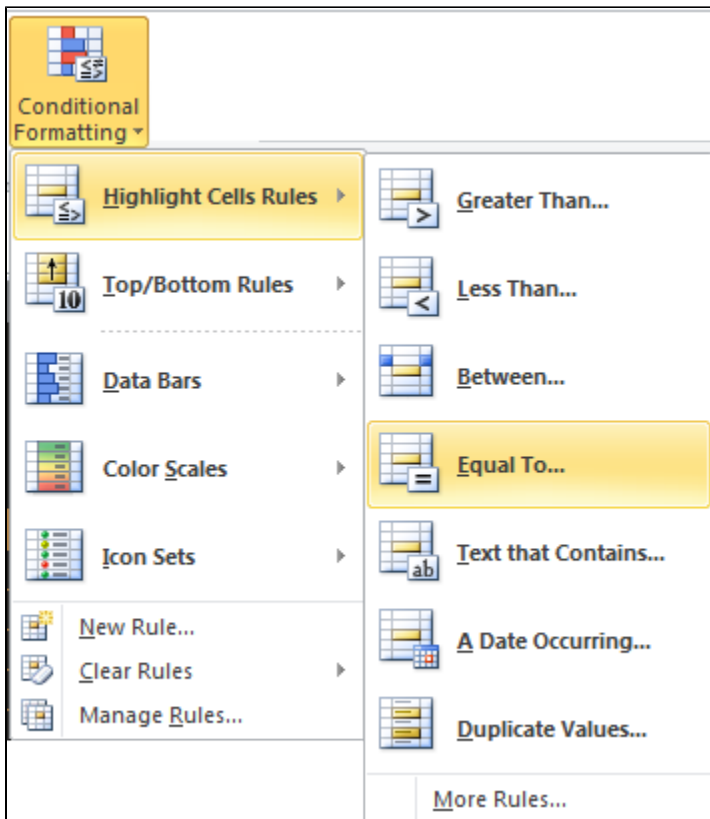 Conditional
Formatting
Highlight Cells Rules
Top/Bottom Rules
Data Bars
Color Scales
Icon Sets
New Rule...
Clear Rules
Manage Rules...
Greater Than...
Less Than...
Between...
Equal To...
Text that Contains...
A Date Occurring...
Duplicate Values...
More Rules...